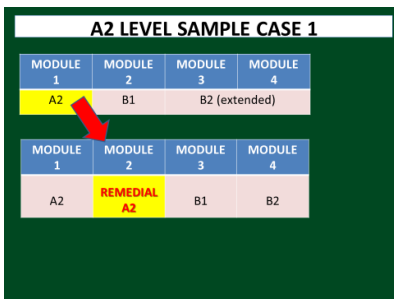 A2 LEVEL SAMPLE CASE 1
MODULE 1 MODULE 2 MODULE 3 MODULE 4
A2 B1 B2 (extended)
MODULE 1 MODULE 2 MODULE 3 MODULE 4
A2 REMEDIAL A2 B1 B2